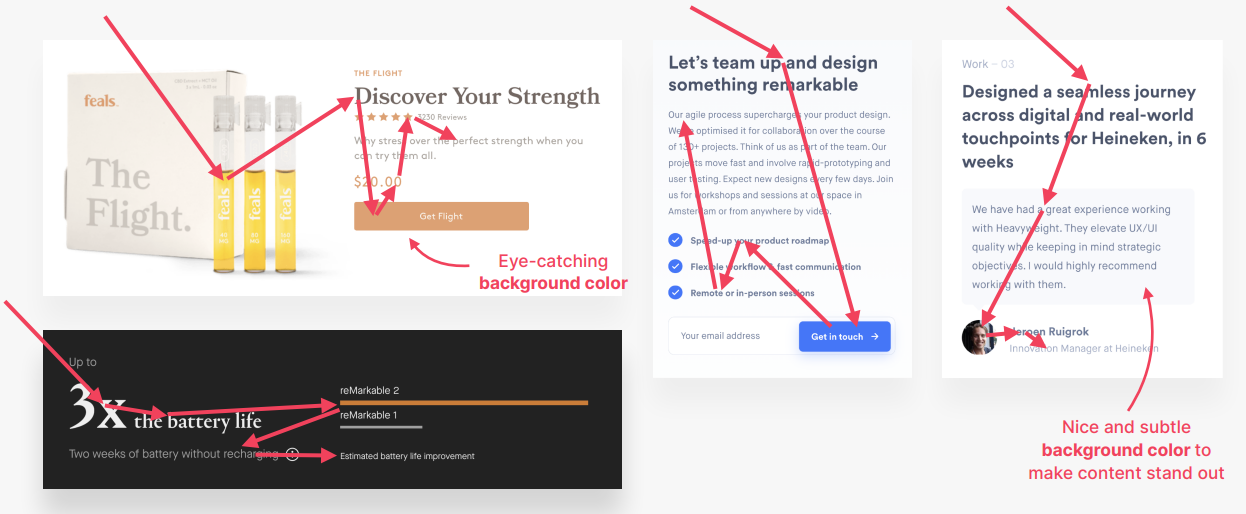 feals.
The
Flight.
feals
feals
feals
THE FLIGHT
Discover Your Strength
3230 Reviews
Why stress over the perfect strength when you
can try them all.
$20.00
Get Flight
Eye-catching
background color
Up to
3x the battery life
Two weeks of battery without recharging
reMarkable 2
reMarkable 1
Estimated battery life improvement
Let's team up and design
something remarkable
Our agile process supercharges your product design.
We've optimised it for collaboration over the course
of 130+ projects. Think of us as part of the team. Our
projects move fast and involve rapid-prototyping and
user testing. Expect new designs every few days. Join
us for workshops and sessions at our space in
Amsterdam or from anywhere by video.
Speed-up your product roadmap
Flexible workflow & fast communication
Remote or in-person sessions
Your email address
Get in touch →
Work – 03
Designed a seamless journey
across digital and real-world
touchpoints for Heineken, in 6
weeks
We have had a great experience working
with Heavyweight. They elevate UX/UI
quality while keeping in mind strategic
objectives. I would highly recommend
working with them.
Jeroen Ruigrok
Innovation Manager at Heineken
Nice and subtle
background color to
make content stand out